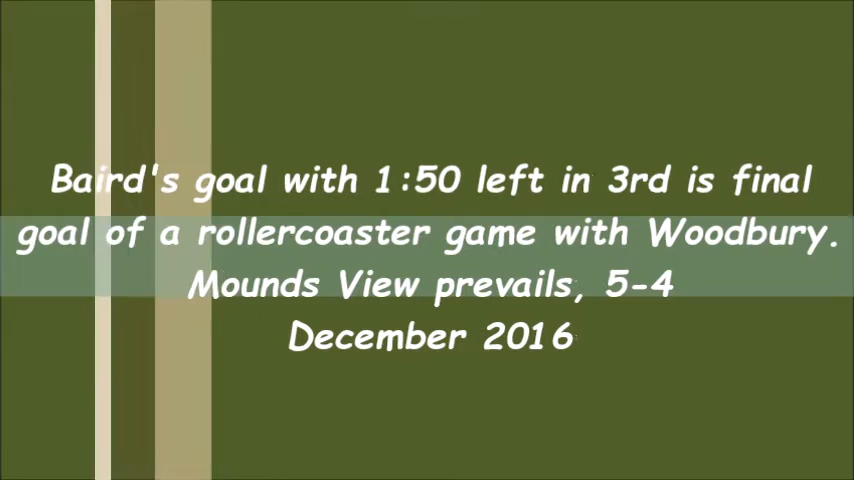 Baird's goal with 1:50 left in 3rd is final
goal of a rollercoaster game with Woodbury.
Mounds View prevails, 5-4
December 2016